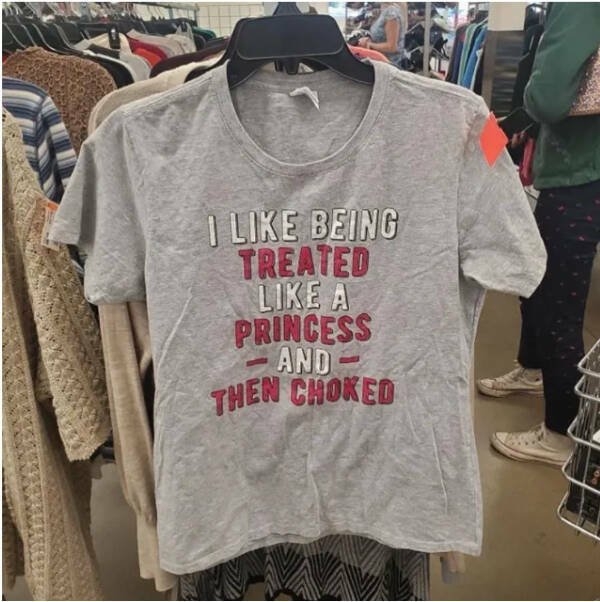 I LIKE BEING
TREATED
LIKE A
PRINCESS
– AND –
THEN CHOKED